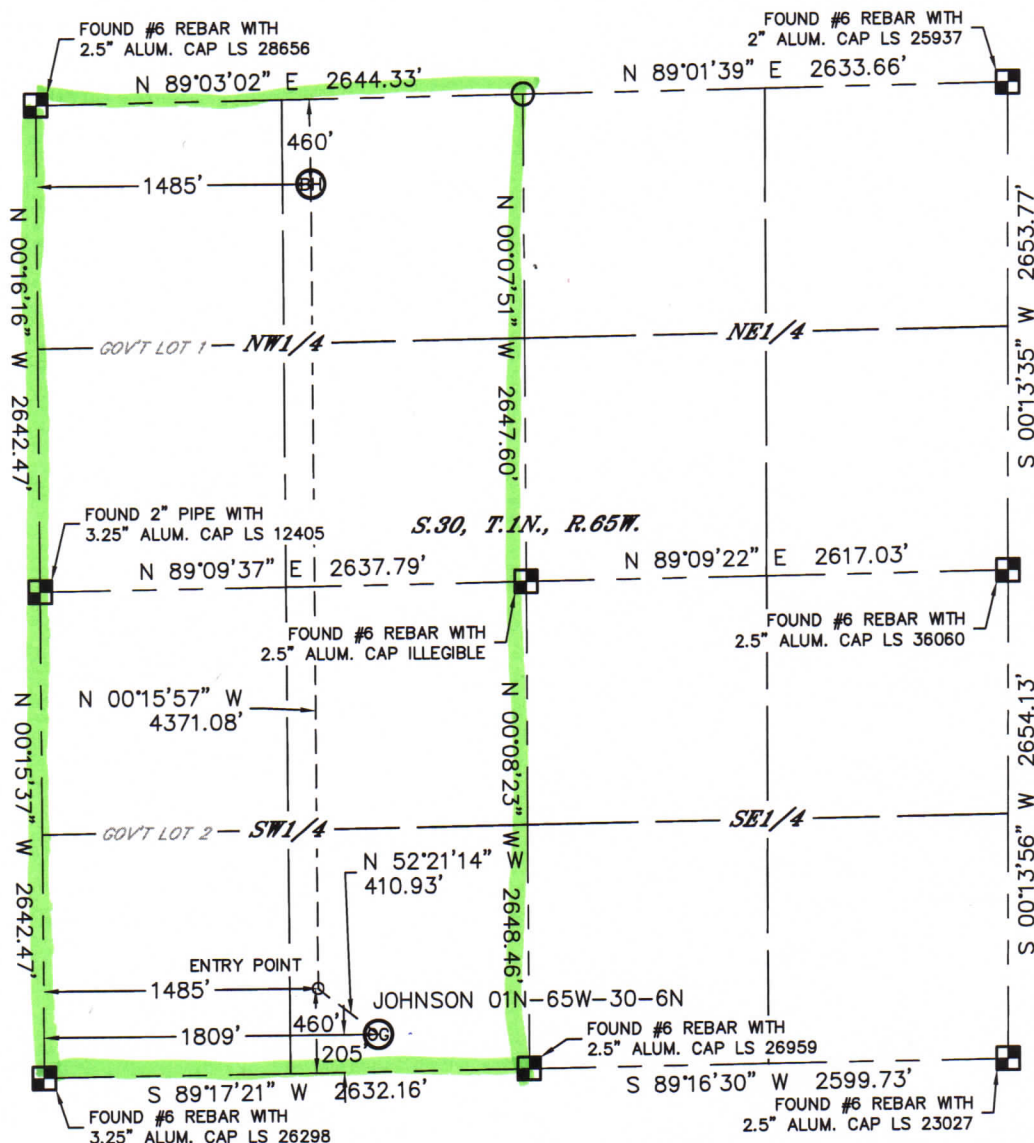 FOUND #6 REBAR WITH
2.5" ALUM. CAP LS 28656
FOUND #6 REBAR WITH
2" ALUM. CAP LS 25937
N 89°03'02" E 2644.33'
N 89°01'39" E 2633.66'
460'
1485'
BH
N 00°16'16" W 2642.47'
N 00°07'51" W 2647.60'
S 00°13'35" W 2653.77'
GOV'T LOT 1
NW1/4
NE1/4
FOUND 2" PIPE WITH
3.25" ALUM. CAP LS 12405
S.30, T.1N., R.65W.
N 89°09'37" E 2637.79'
N 89°09'22" E 2617.03'
FOUND #6 REBAR WITH
2.5" ALUM. CAP ILLEGIBLE
FOUND #6 REBAR WITH
2.5" ALUM. CAP LS 36060
N 00°15'57" W
4371.08'
N 00°15'37" W 2642.47'
N 00°08'23" W W 2648.46'
S 00°13'56" W 2654.13'
GOV'T LOT 2
SW1/4
SE1/4
N 52°21'14"
410.93'
ENTRY POINT
1485'
JOHNSON 01N-65W-30-6N
460'
1809'
OG
205'
FOUND #6 REBAR WITH
2.5" ALUM. CAP LS 26959
S 89°17'21" W 2632.16'
S 89°16'30" W 2599.73'
FOUND #6 REBAR WITH
3.25" ALUM. CAP LS 26298
FOUND #6 REBAR WITH
2.5" ALUM. CAP LS 23027